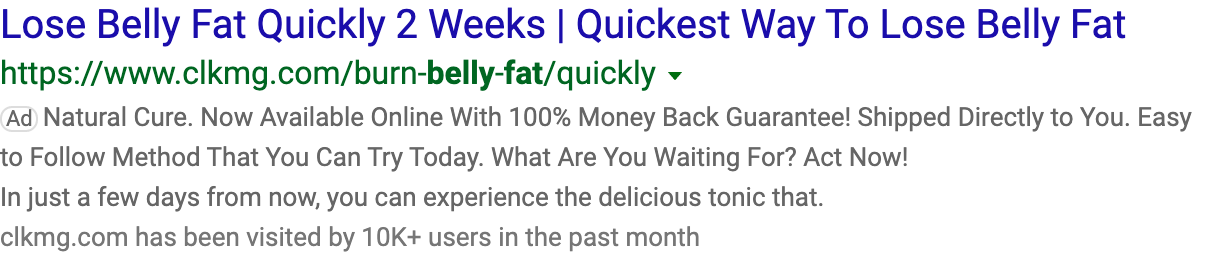 Lose Belly Fat Quickly 2 Weeks | Quickest Way To Lose Belly Fat
https://www.clkmg.com/burn-belly-fat/quickly
Ad Natural Cure. Now Available Online With 100% Money Back Guarantee! Shipped Directly to You. Easy
to Follow Method That You Can Try Today. What Are You Waiting For? Act Now!
In just a few days from now, you can experience the delicious tonic that.
clkmg.com has been visited by 10K+ users in the past month